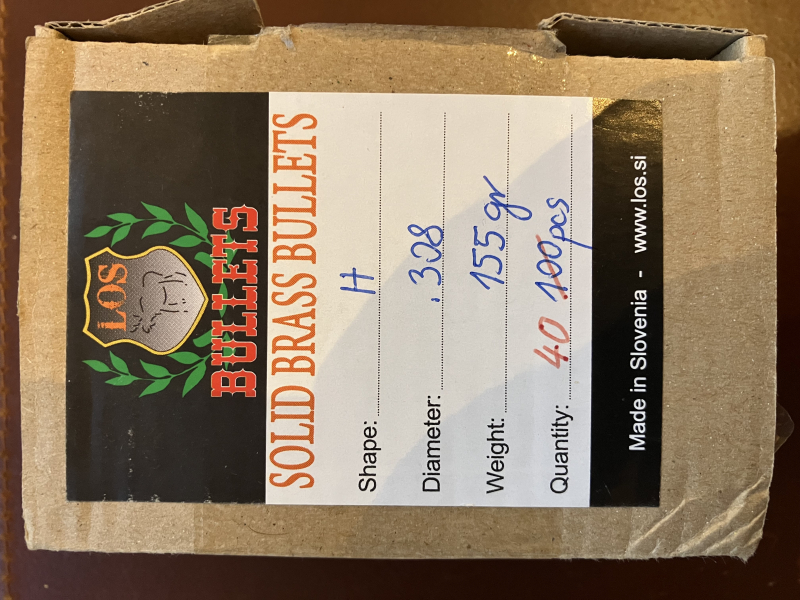 LOS
BULLETS
SOLID BRASS BULLETS
Shape: H
Diameter: .308
Weight: 155 gr
Quantity: 40 100 pcs
Made in Slovenia - www.los.si